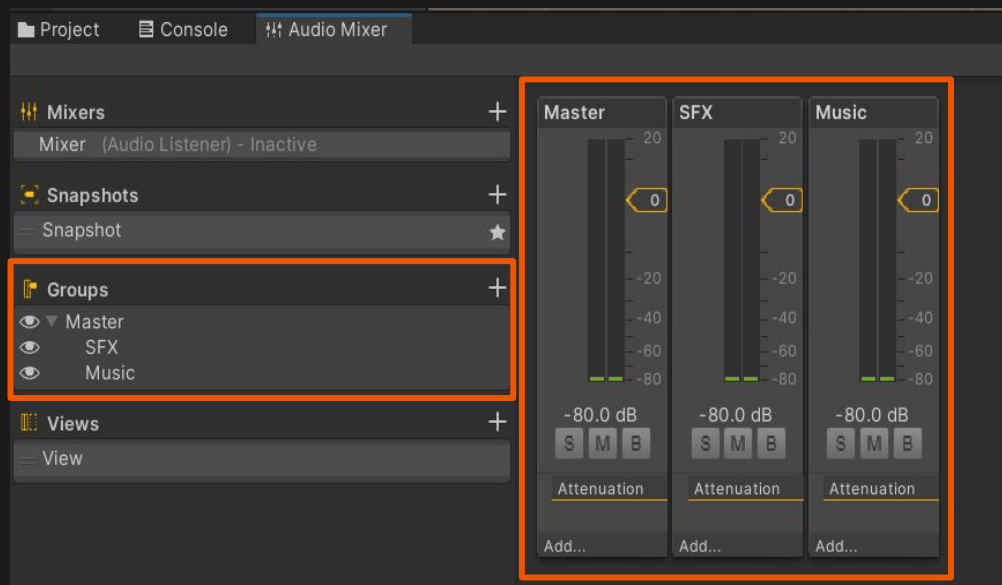 Project Console Audio Mixer
Mixers +
Mixer (Audio Listener) - Inactive
Snapshots +
Snapshot
Groups +
Master
SFX
Music
Views +
View
Master SFX Music
20 20 20
0 0 0
-20 -20 -20
-40 -40 -40
-60 -60 -60
-80 -80 -80
-80.0 dB -80.0 dB -80.0 dB
S M B S M B S M B
Attenuation Attenuation Attenuation
Add... Add... Add...